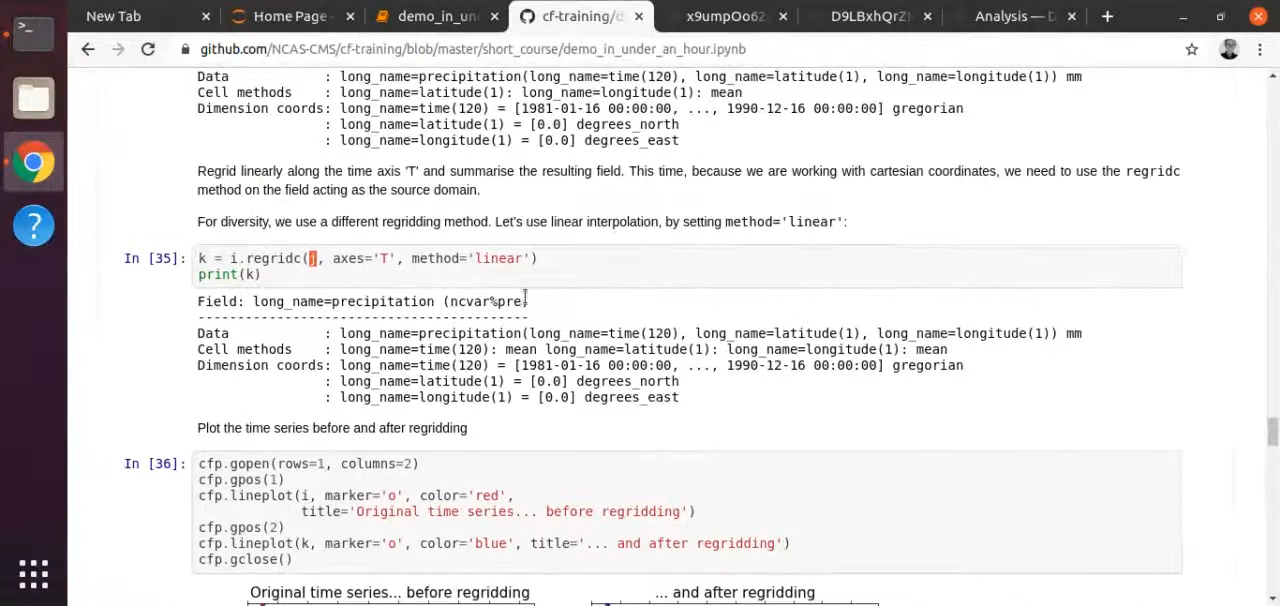 New Tab
Home Page -
demo_in_un
cf-training/d
x9umpOo62
D9LBxhQrZ
Analysis — D
github.com/NCAS-CMS/cf-training/blob/master/short_course/demo_in_under_an_hour.ipynb
Data : long_name=precipitation(long_name=time(120), long_name=latitude(1), long_name=longitude(1)) mm
Cell methods : long_name=latitude(1): long_name=longitude(1): mean
Dimension coords: long_name=time(120) = [1981-01-16 00:00:00, ..., 1990-12-16 00:00:00] gregorian
: long_name=latitude(1) = [0.0] degrees_north
: long_name=longitude(1) = [0.0] degrees_east
Regrid linearly along the time axis 'T' and summarise the resulting field. This time, because we are working with cartesian coordinates, we need to use the regridc
method on the field acting as the source domain.
For diversity, we use a different regridding method. Let's use linear interpolation, by setting method='linear':
In [35]: k = i.regridc(j, axes='T', method='linear')
print(k)
Field: long_name=precipitation (ncvar%pre)
-----------------------------------------
Data : long_name=precipitation(long_name=time(120), long_name=latitude(1), long_name=longitude(1)) mm
Cell methods : long_name=time(120): mean long_name=latitude(1): long_name=longitude(1): mean
Dimension coords: long_name=time(120) = [1981-01-16 00:00:00, ..., 1990-12-16 00:00:00] gregorian
: long_name=latitude(1) = [0.0] degrees_north
: long_name=longitude(1) = [0.0] degrees_east
Plot the time series before and after regridding
In [36]: cfp.gopen(rows=1, columns=2)
cfp.gpos(1)
cfp.lineplot(i, marker='o', color='red',
title='Original time series... before regridding')
cfp.gpos(2)
cfp.lineplot(k, marker='o', color='blue', title='... and after regridding')
cfp.gclose()
Original time series... before regridding
... and after regridding